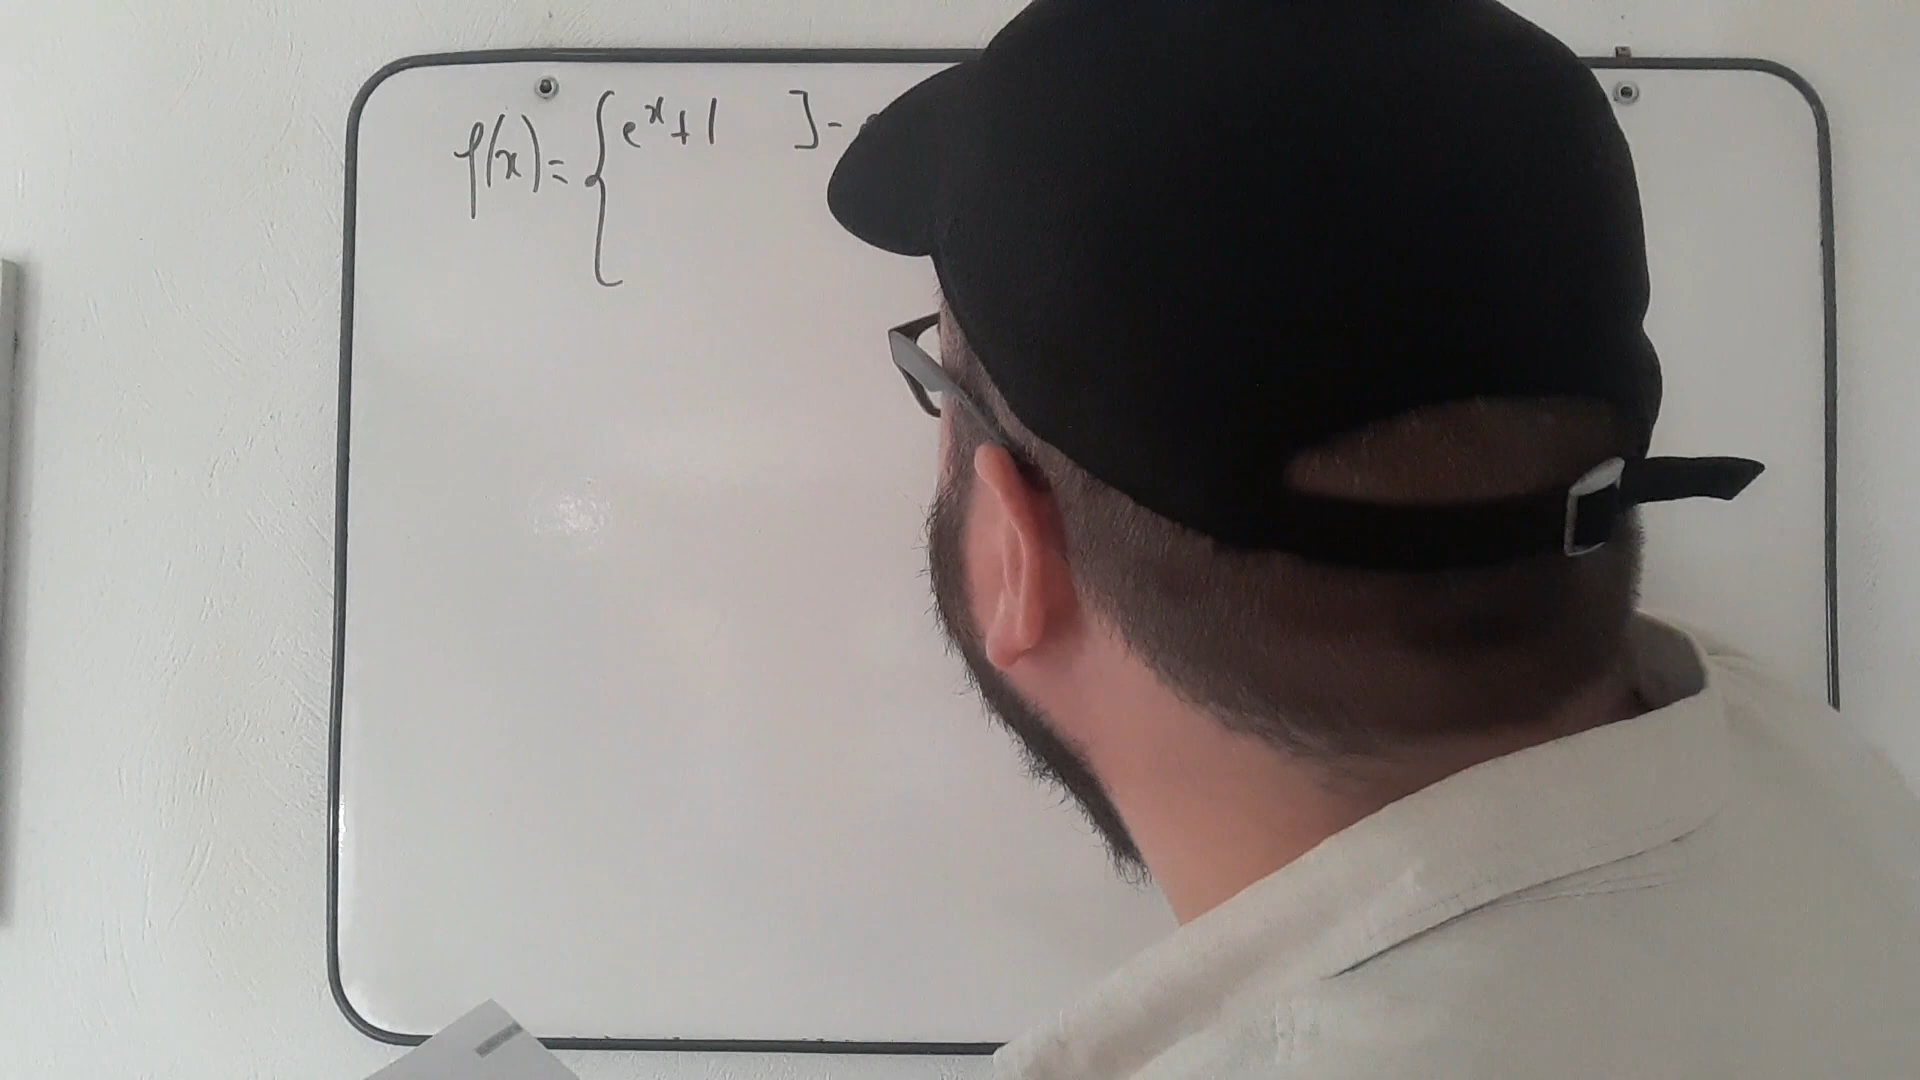 f(x) = { e^x + 1 ] -